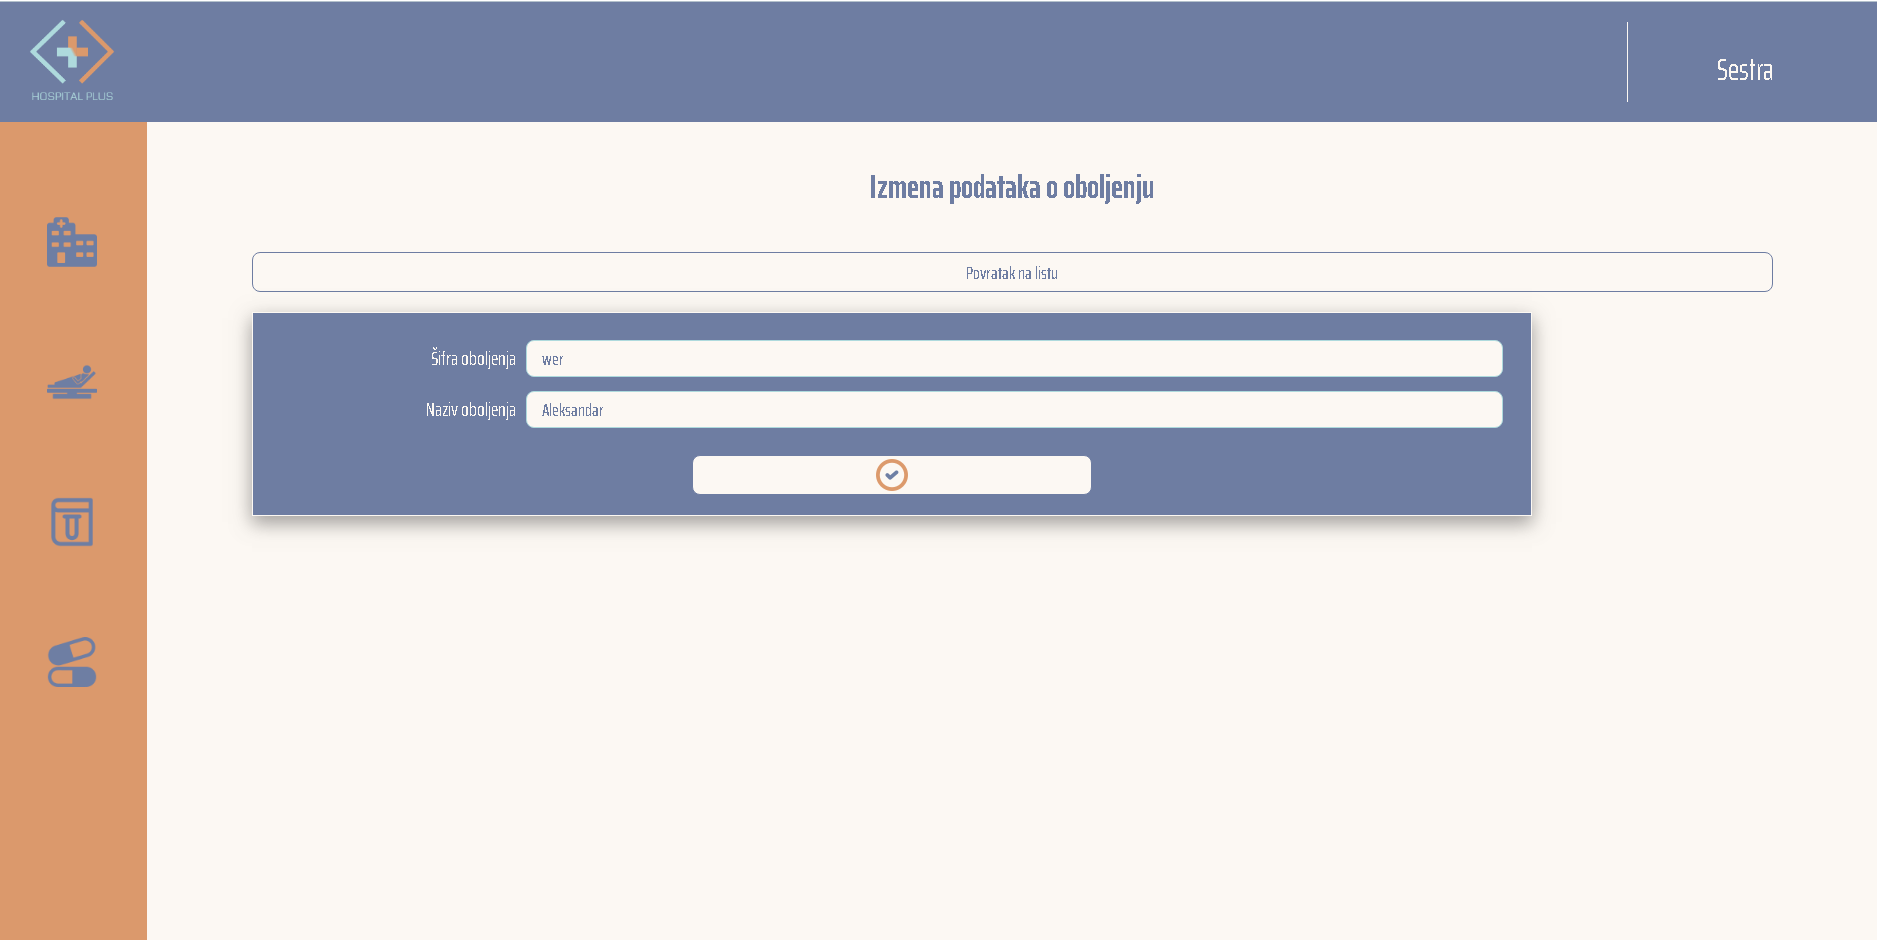 HOSPITAL PLUS
Sestra
Izmena podataka o oboljenju
Povratak na listu
Šifra oboljenja
wer
Naziv oboljenja
Aleksandar